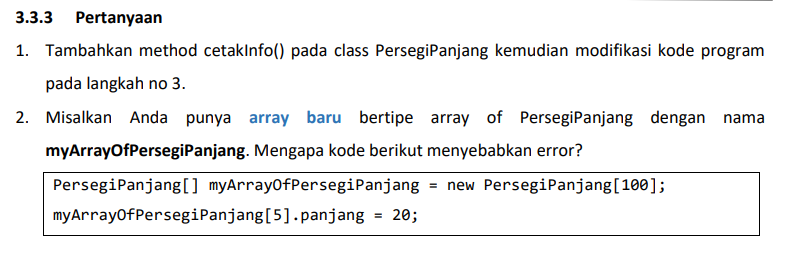 3.3.3 Pertanyaan
1. Tambahkan method cetakInfo() pada class PersegiPanjang kemudian modifikasi kode program
pada langkah no 3.
2. Misalkan Anda punya array baru bertipe array of PersegiPanjang dengan nama
myArrayOfPersegiPanjang. Mengapa kode berikut menyebabkan error?
PersegiPanjang[] myArrayOfPersegiPanjang = new PersegiPanjang[100];
myArrayOfPersegiPanjang[5].panjang = 20;